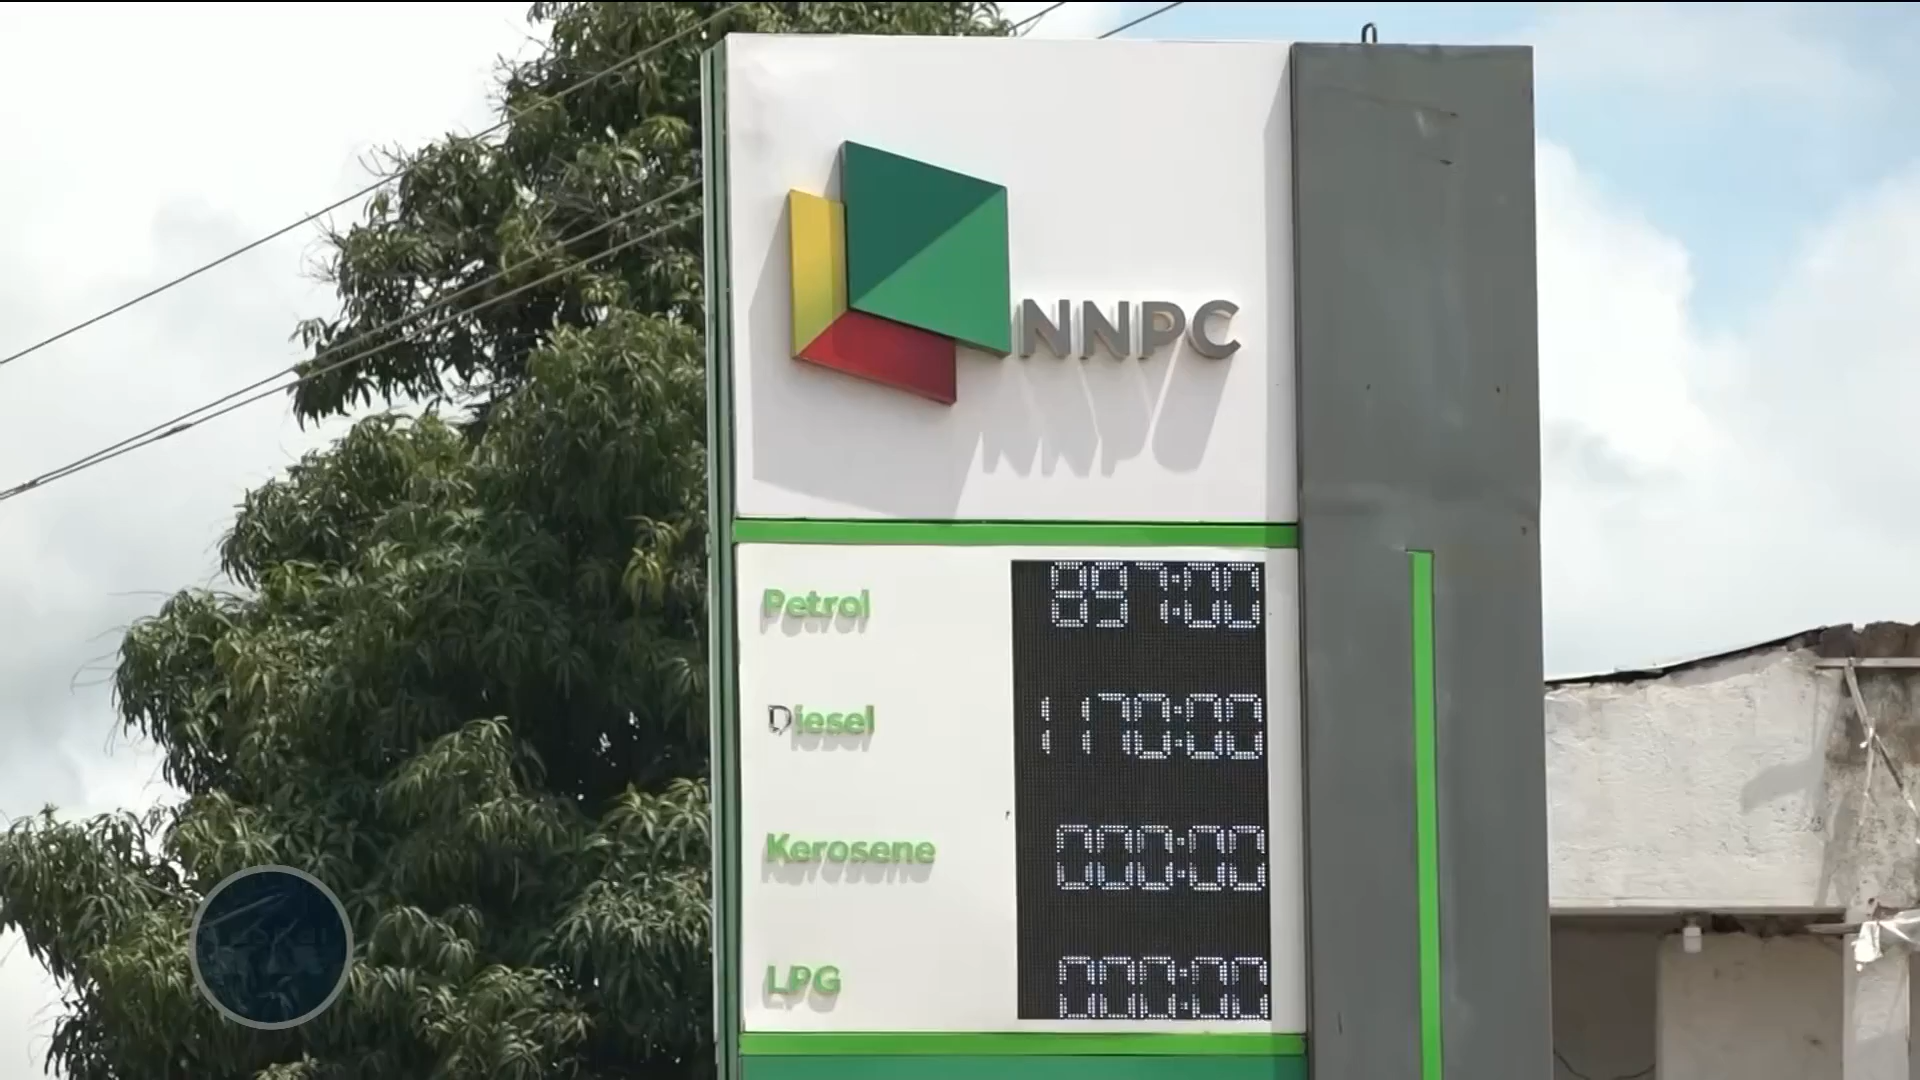 NNPC
Petrol 897:00
Diesel 1170:00
Kerosene 000:00
LPG 000:00